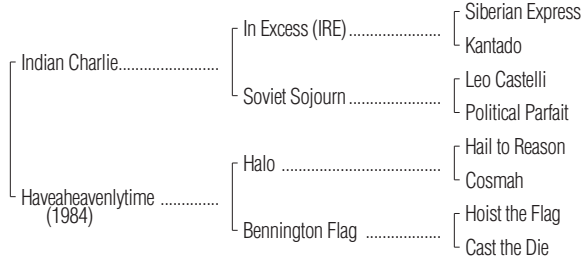 Siberian Express
In Excess (IRE)....................
Kantado
Indian Charlie......................
Leo Castelli
Soviet Sojourn....................
Political Parfait
Hail to Reason
Halo ..................................
Cosmah
Haveaheavenlytime .............
(1984)
Hoist the Flag
Bennington Flag .................
Cast the Die